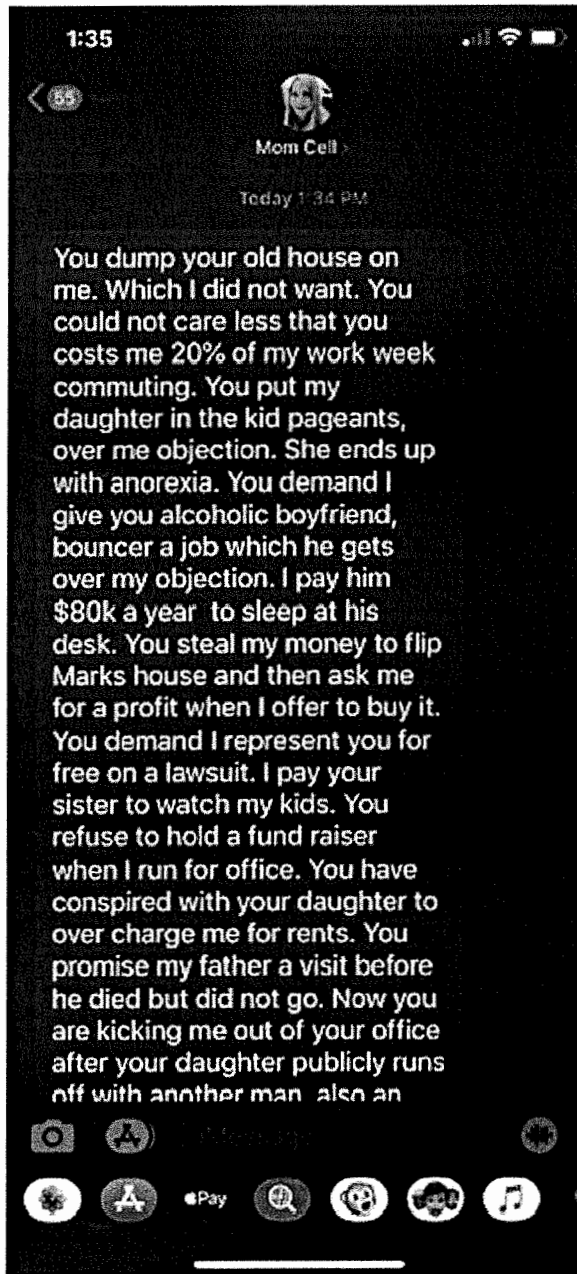 1:35
55
Mom Cell >
Today 1:34 PM
You dump your old house on
me. Which I did not want. You
could not care less that you
costs me 20% of my work week
commuting. You put my
daughter in the kid pageants,
over me objection. She ends up
with anorexia. You demand I
give you alcoholic boyfriend,
bouncer a job which he gets
over my objection. I pay him
$80k a year to sleep at his
desk. You steal my money to flip
Marks house and then ask me
for a profit when I offer to buy it.
You demand I represent you for
free on a lawsuit. I pay your
sister to watch my kids. You
refuse to hold a fund raiser
when I run for office. You have
conspired with your daughter to
over charge me for rents. You
promise my father a visit before
he died but did not go. Now you
are kicking me out of your office
after your daughter publicly runs
off with another man also an
iMessage
Pay